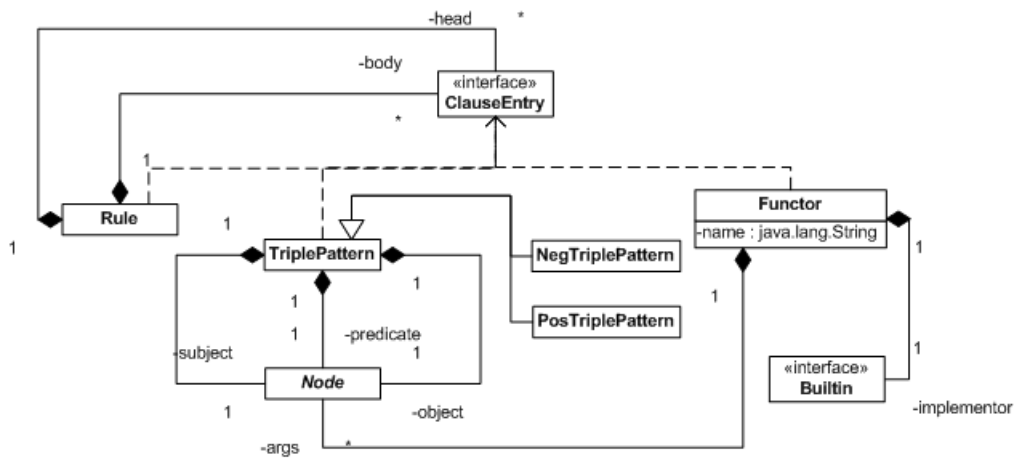 -head *
-body
«interface»
ClauseEntry
*
1
Rule
1
1
Functor
-name : java.lang.String
TriplePattern
NegTriplePattern
1
1
1
1
PosTriplePattern
1
-predicate
-subject
1
1
«interface»
Builtin
Node
1
-object
-implementor
-args *